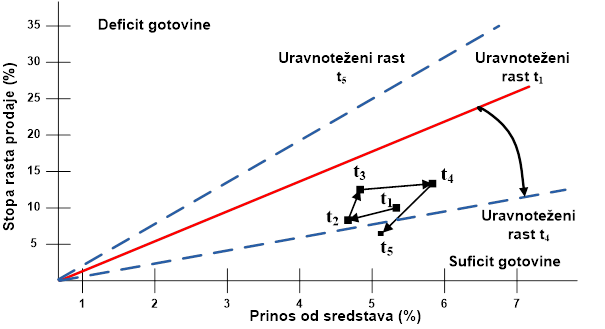 Deficit gotovine
Uravnoteženi rast
t5
Uravnoteženi
rast t1
Stopa rasta prodaje (%)
35
30
25
20
15
10
5
t3
t4
t1
t2
t5
Uravnoteženi
rast t4
Suficit gotovine
1 2 3 4 5 6 7
Prinos od sredstava (%)